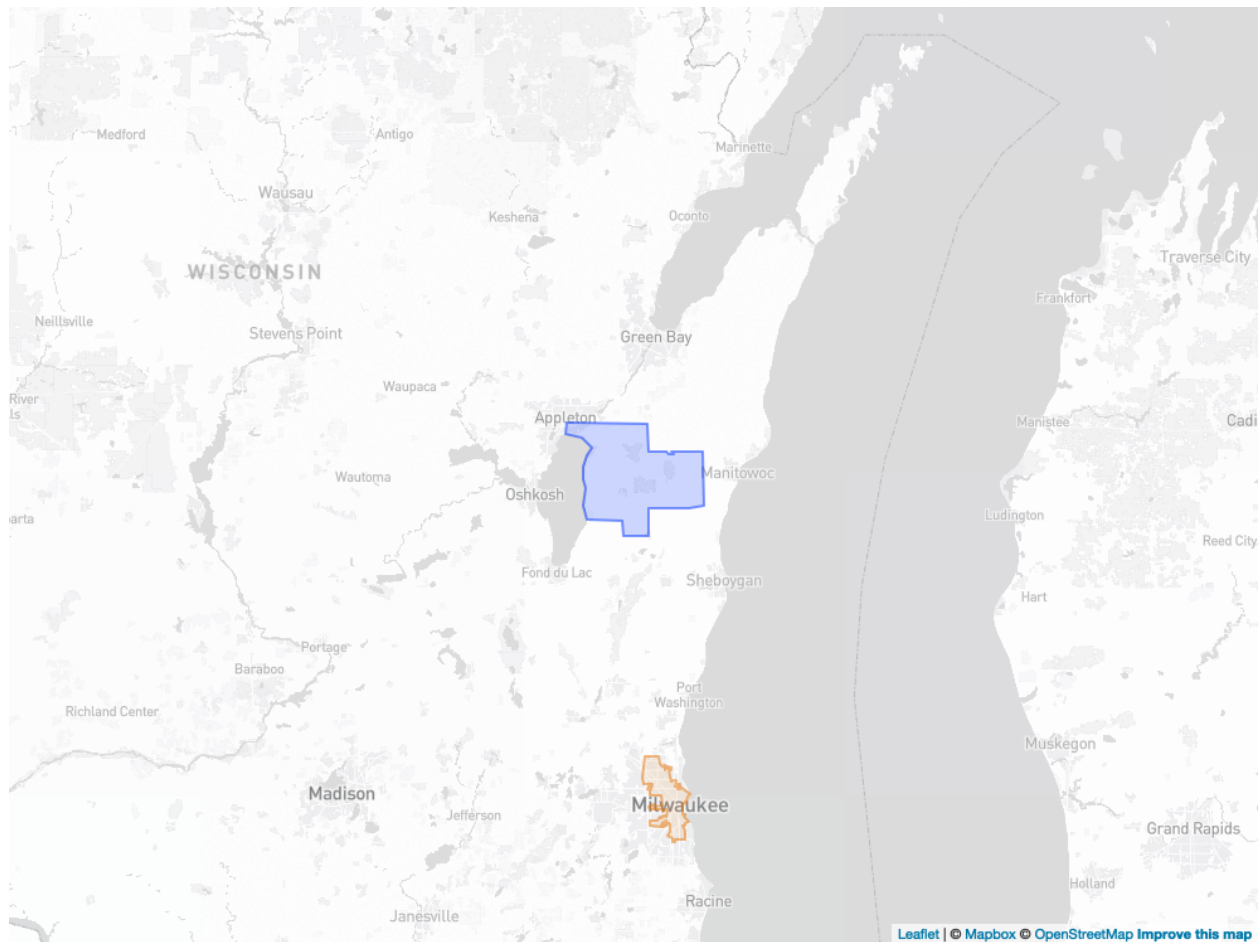 Medford
Antigo
Marinette
Wausau
Keshena
Oconto
WISCONSIN
Traverse City
Frankfort
Neillsville
Stevens Point
Green Bay
Waupaca
River
ls
Appleton
Manistee
Cadi
Wautoma
Manitowoc
Oshkosh
Ludington
parta
Reed City
Fond du Lac
Sheboygan
Hart
Portage
Baraboo
Port
Washington
Richland Center
Muskegon
Madison
Milwaukee
Jefferson
Grand Rapids
Holland
Racine
Janesville
Leaflet | © Mapbox © OpenStreetMap Improve this map